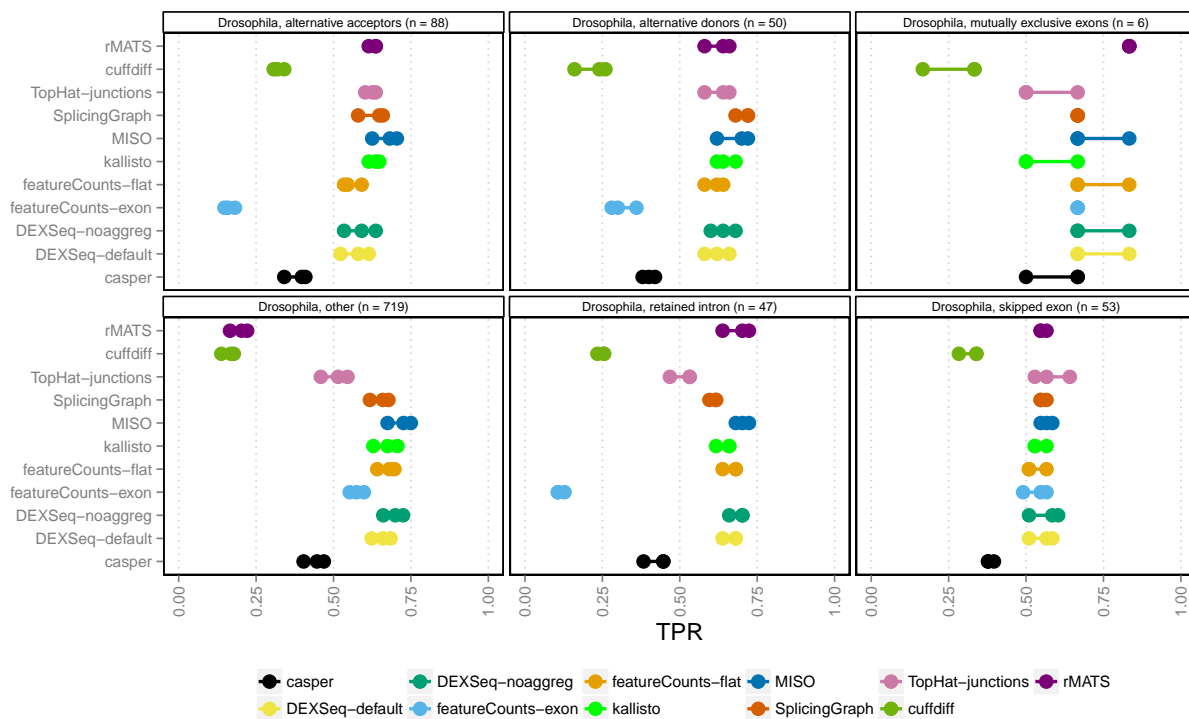 Drosophila, alternative acceptors (n = 88)
Drosophila, alternative donors (n = 50)
Drosophila, mutually exclusive exons (n = 6)
rMATS
cuffdiff
TopHat−junctions
SplicingGraph
MISO
kallisto
featureCounts−flat
featureCounts−exon
DEXSeq−noaggreg
DEXSeq−default
casper
Drosophila, other (n = 719)
Drosophila, retained intron (n = 47)
Drosophila, skipped exon (n = 53)
rMATS
cuffdiff
TopHat−junctions
SplicingGraph
MISO
kallisto
featureCounts−flat
featureCounts−exon
DEXSeq−noaggreg
DEXSeq−default
casper
0.00 0.25 0.50 0.75 1.00 0.00 0.25 0.50 0.75 1.00 0.00 0.25 0.50 0.75 1.00
TPR
casper DEXSeq−noaggreg featureCounts−flat MISO TopHat−junctions rMATS
DEXSeq−default featureCounts−exon kallisto SplicingGraph cuffdiff